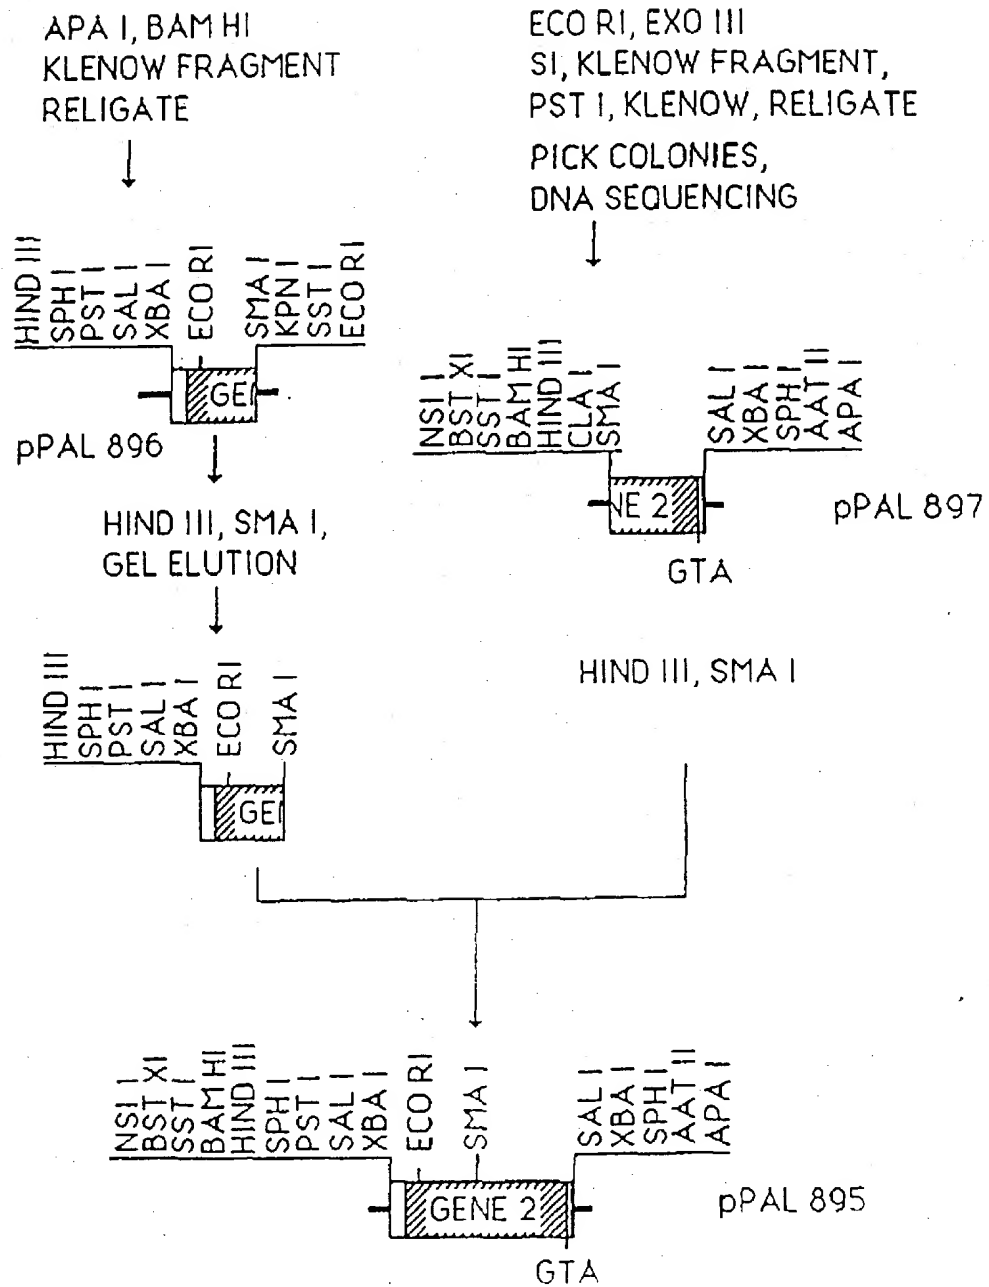 APA I, BAM HI
KLENOW FRAGMENT
RELIGATE
ECO RI, EXO III
SI, KLENOW FRAGMENT,
PST I, KLENOW, RELIGATE
PICK COLONIES,
DNA SEQUENCING
HIND III
SPH I
PST I
SAL I
XBA I
ECO RI
SMA I
KPN I
SST I
ECO RI
GEI
pPAL 896
NSI I
BST XI
SST I
BAM HI
HIND III
CLA I
SMA I
SAL I
XBA I
SPH I
AAT II
APA I
NE 2
pPAL 897
GTA
HIND III, SMA I,
GEL ELUTION
HIND III
SPH I
PST I
SAL I
XBA I
ECO RI
SMA I
GEI
HIND III, SMA I
NSI I
BST XI
SST I
BAM HI
HIND III
SPH I
PST I
SAL I
XBA I
ECO RI
SMA I
SAL I
XBA I
SPH I
AAT II
APA I
GENE 2
pPAL 895
GTA